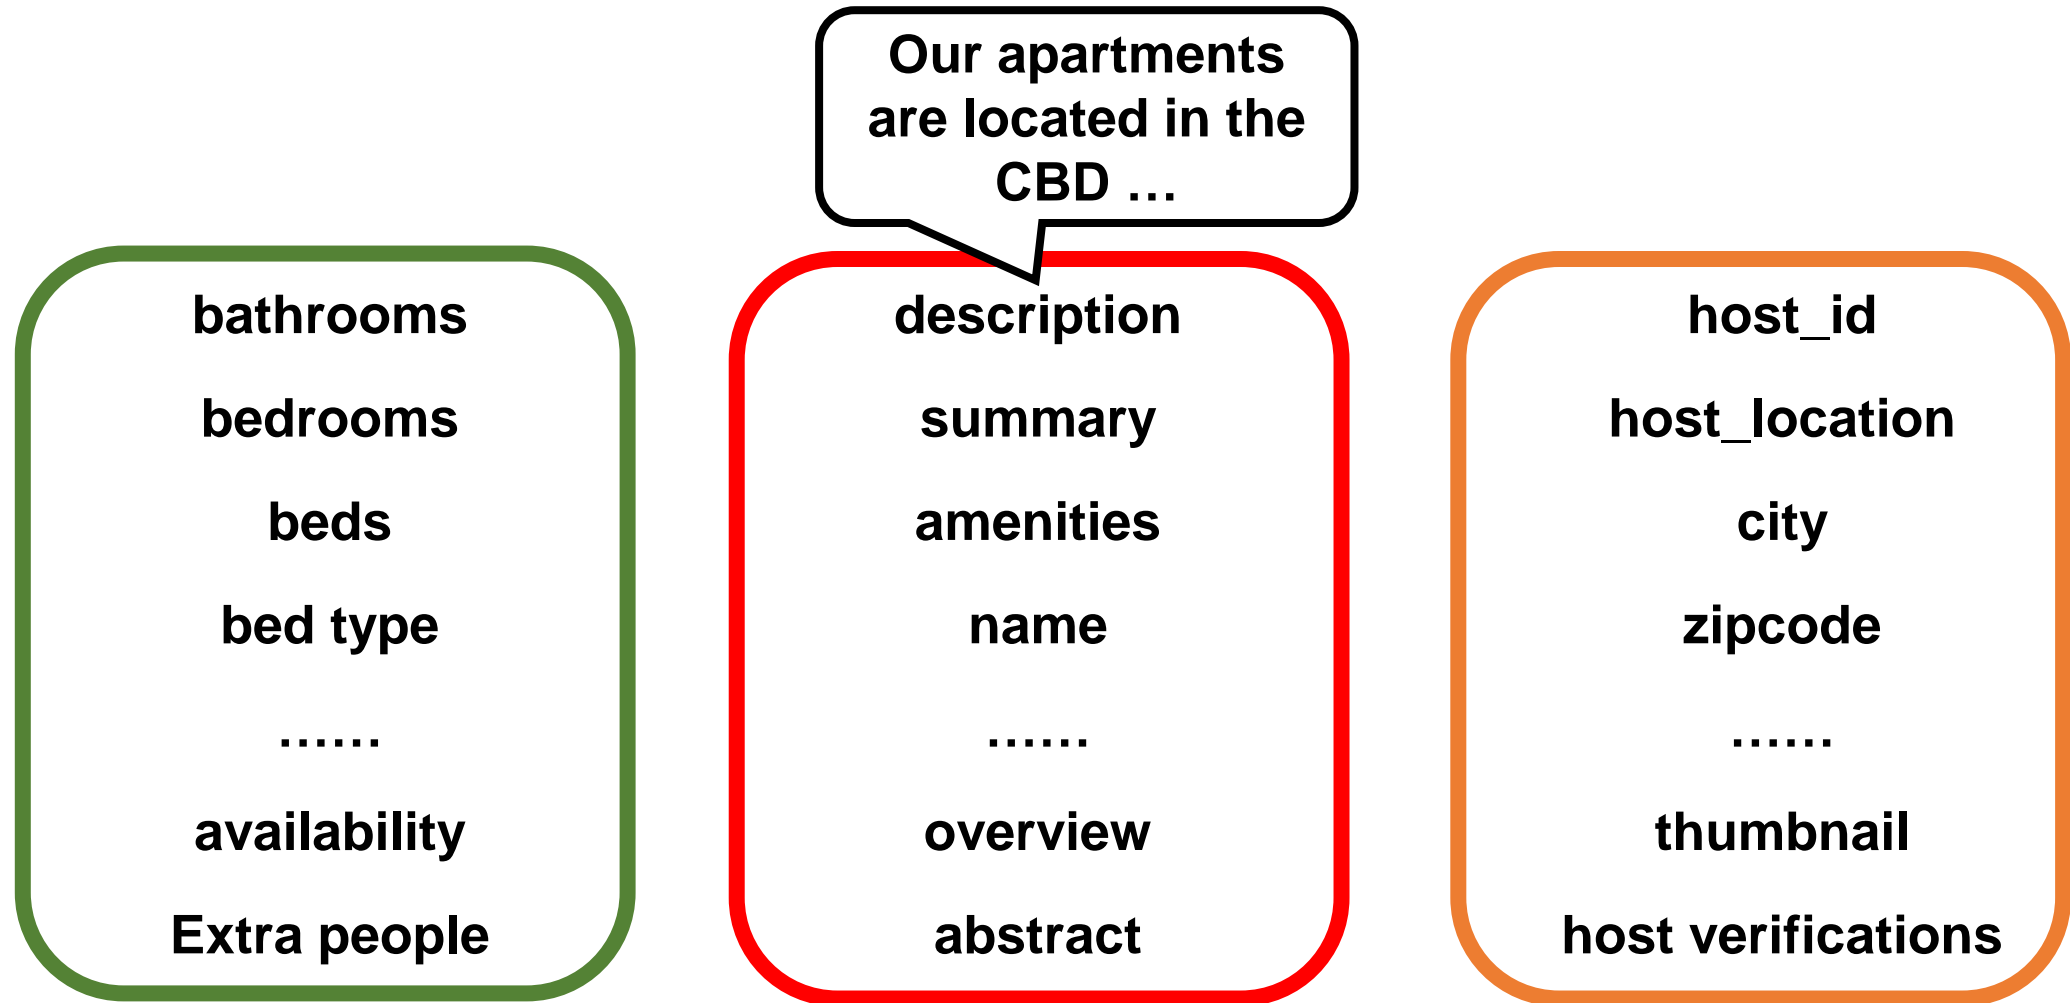 Our apartments
are located in the
CBD …
bathrooms
bedrooms
beds
bed type
……
availability
Extra people
description
summary
amenities
name
……
overview
abstract
host_id
host_location
city
zipcode
……
thumbnail
host verifications